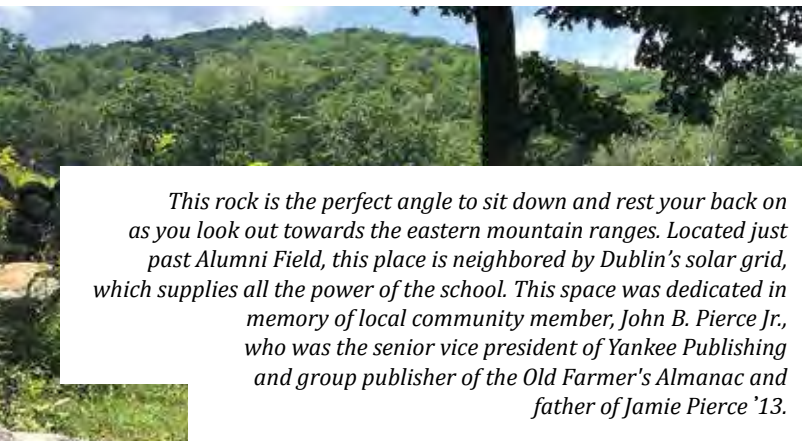 This rock is the perfect angle to sit down and rest your back on
as you look out towards the eastern mountain ranges. Located just
past Alumni Field, this place is neighbored by Dublin’s solar grid,
which supplies all the power of the school. This space was dedicated in
memory of local community member, John B. Pierce Jr.,
who was the senior vice president of Yankee Publishing
and group publisher of the Old Farmer's Almanac and
father of Jamie Pierce ’13.